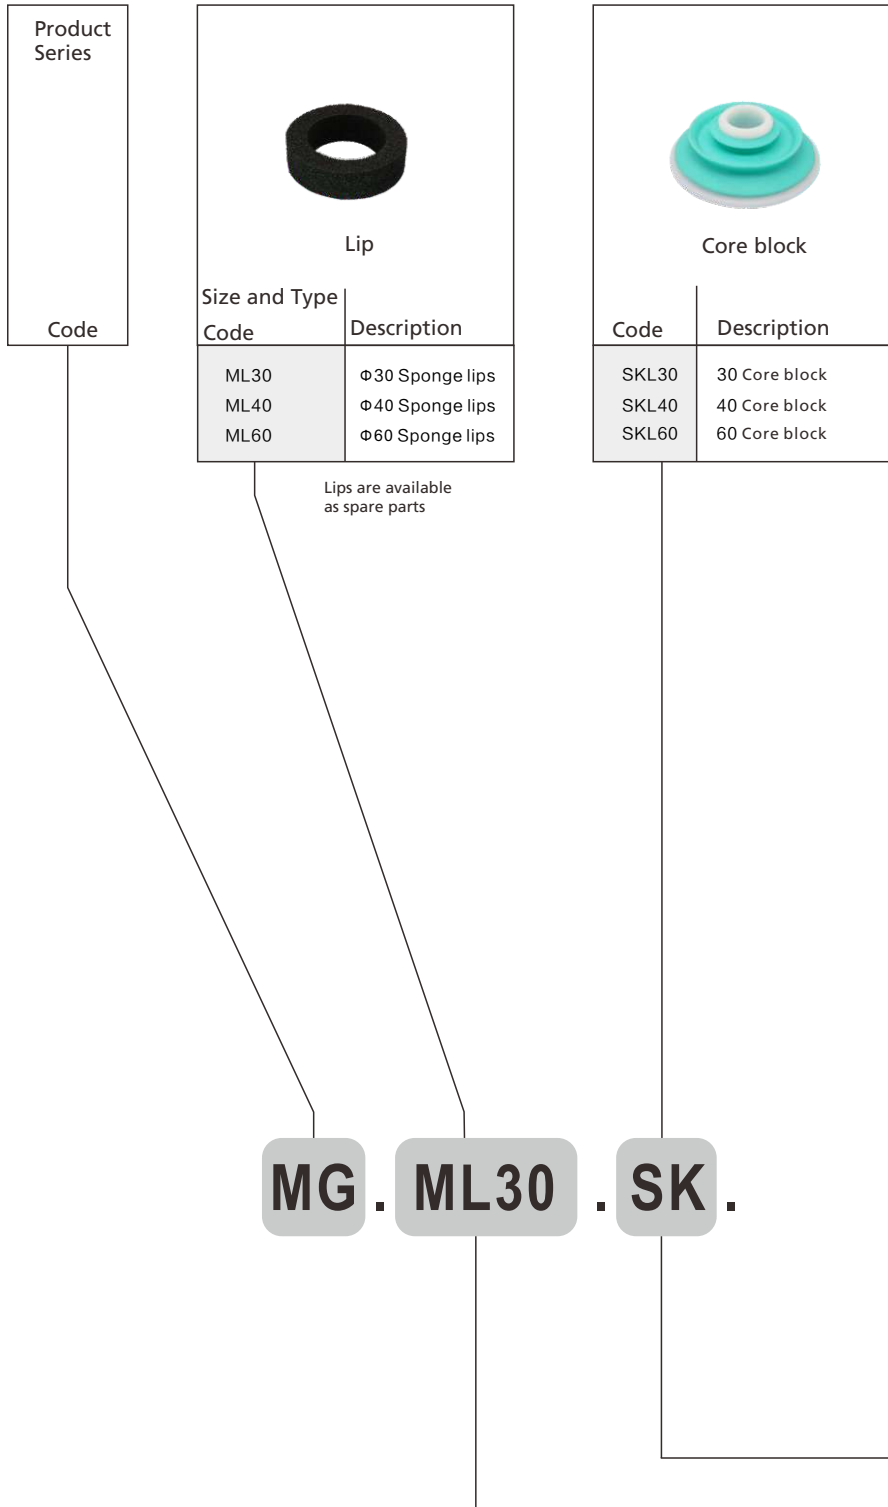 Product
Series
Code
Lip
Size and Type
Code
Description
ML30 Φ30 Sponge lips
ML40 Φ40 Sponge lips
ML60 Φ60 Sponge lips
Lips are available
as spare parts
Core block
Code Description
SKL30 30 Core block
SKL40 40 Core block
SKL60 60 Core block
MG . ML30 . SK .